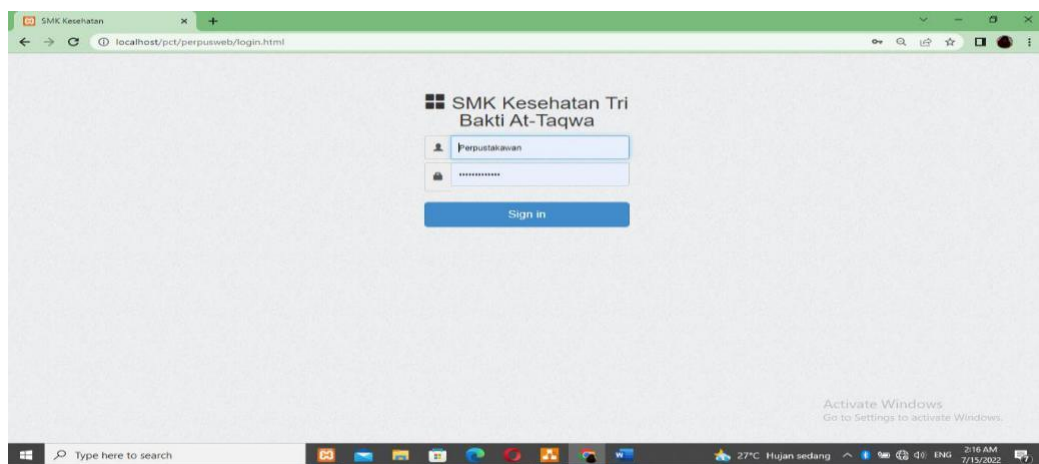 SMK Kesehatan
localhost/pct/perpusweb/login.html
SMK Kesehatan Tri
Bakti At-Taqwa
Perpustakawan
•••••••••••••
Sign in
Activate Windows
Go to Settings to activate Windows.
Type here to search
27°C Hujan sedang
ENG
2:16 AM
7/15/2022